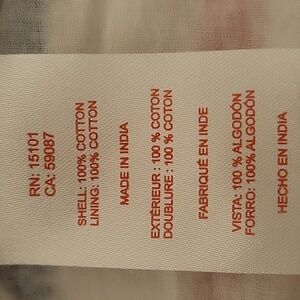 RN: 15101
CA: 59087
SHELL: 100% COTTON
LINING: 100% COTTON
MADE IN INDIA
EXTÉRIEUR : 100 % COTON
DOUBLURE : 100 % COTON
FABRIQUÉ EN INDE
VISTA: 100 % ALGODÓN
FORRO: 100% ALGODÓN
HECHO EN INDIA